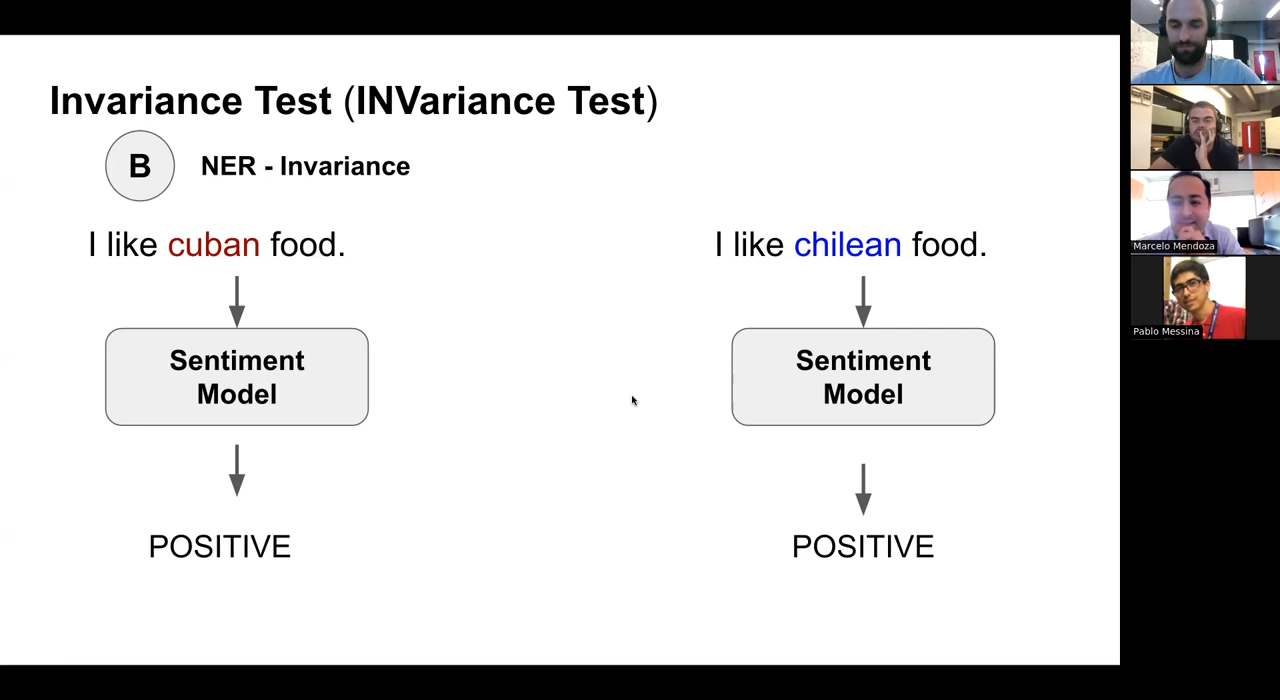 Invariance Test (INVariance Test)
B
NER - Invariance
I like cuban food.
I like chilean food.
Sentiment
Model
Sentiment
Model
POSITIVE
POSITIVE
Marcelo Mendoza
Pablo Messina